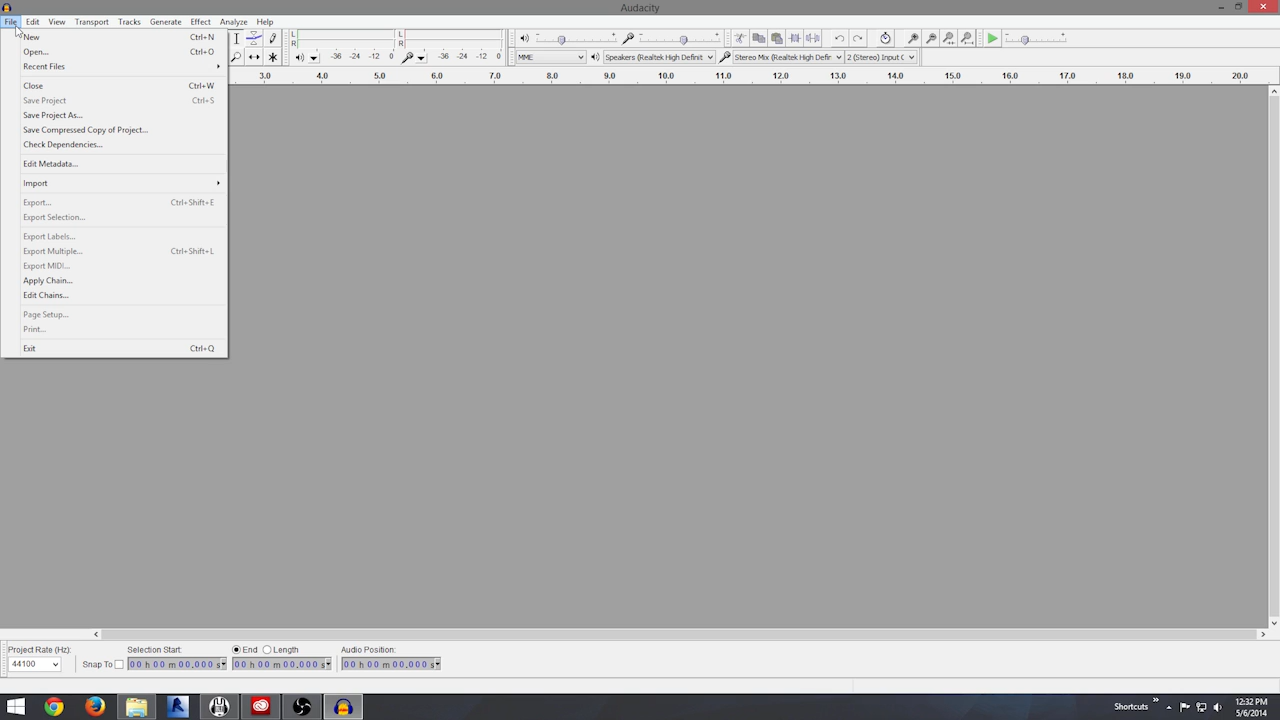 Audacity
File Edit View Transport Tracks Generate Effect Analyze Help
New Ctrl+N
Open... Ctrl+O
Recent Files
Close Ctrl+W
Save Project Ctrl+S
Save Project As...
Save Compressed Copy of Project...
Check Dependencies...
Edit Metadata...
Import
Export... Ctrl+Shift+E
Export Selection...
Export Labels...
Export Multiple... Ctrl+Shift+L
Export MIDI...
Apply Chain...
Edit Chains...
Page Setup...
Print...
Exit Ctrl+Q
L L
R R
-36 -24 -12 0 -36 -24 -12 0
MME Speakers (Realtek High Definit Stereo Mix (Realtek High Defini 2 (Stereo) Input C
3.0 4.0 5.0 6.0 7.0 8.0 9.0 10.0 11.0 12.0 13.0 14.0 15.0 16.0 17.0 18.0 19.0 20.0
Project Rate (Hz): Selection Start: End Length Audio Position:
44100 Snap To 00 h 00 m 00.000 s 00 h 00 m 00.000 s 00 h 00 m 00.000 s
Shortcuts 12:32 PM
5/6/2014